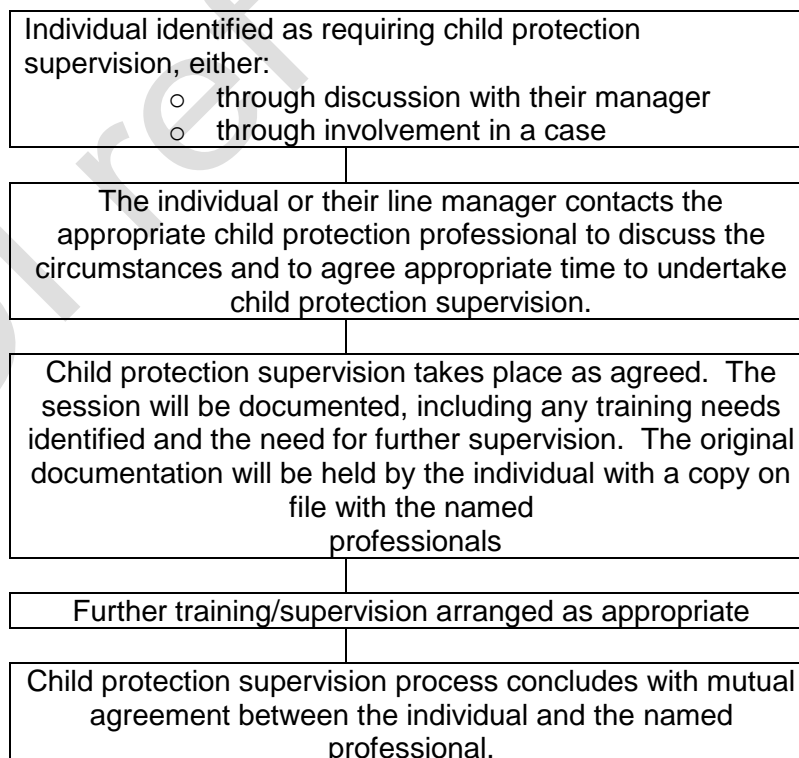 Individual identified as requiring child protection
supervision, either:
o through discussion with their manager
o through involvement in a case
The individual or their line manager contacts the
appropriate child protection professional to discuss the
circumstances and to agree appropriate time to undertake
child protection supervision.
Child protection supervision takes place as agreed. The
session will be documented, including any training needs
identified and the need for further supervision. The original
documentation will be held by the individual with a copy on
file with the named
professionals
Further training/supervision arranged as appropriate
Child protection supervision process concludes with mutual
agreement between the individual and the named
professional.